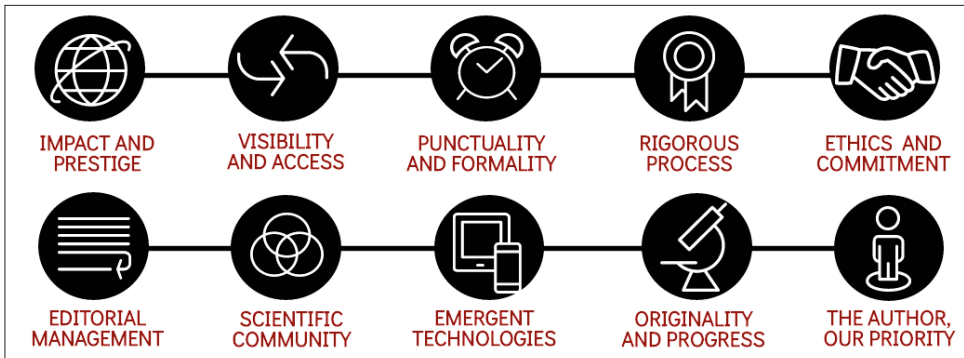 IMPACT AND
PRESTIGE
VISIBILITY
AND ACCESS
PUNCTUALITY
AND FORMALITY
RIGOROUS
PROCESS
ETHICS AND
COMMITMENT
EDITORIAL
MANAGEMENT
SCIENTIFIC
COMMUNITY
EMERGENT
TECHNOLOGIES
ORIGINALITY
AND PROGRESS
THE AUTHOR,
OUR PRIORITY